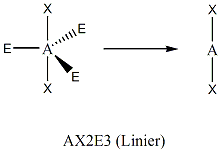 X X
E E
A A
E
X X
AX2E3 (Linier)